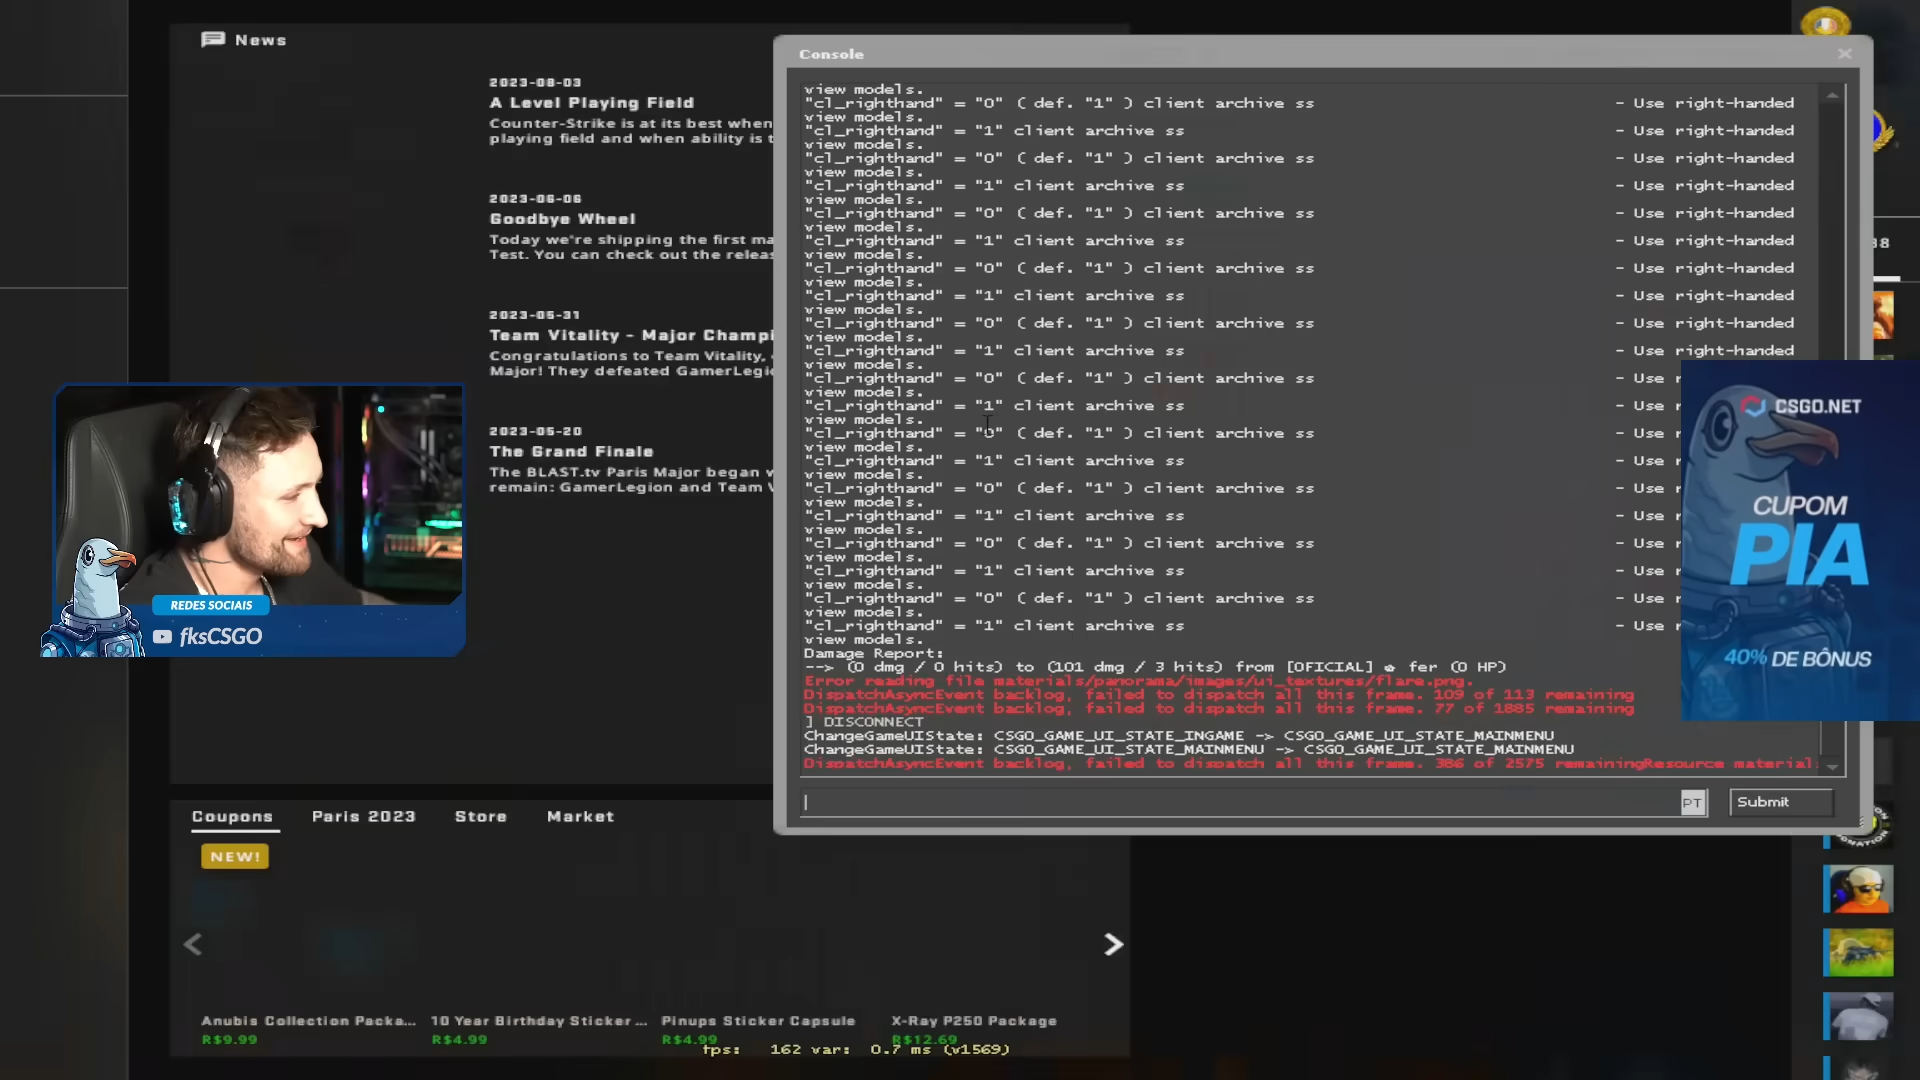 News
2023-08-03
A Level Playing Field
Counter-Strike is at its best when
playing field and when ability is t
2023-06-06
Goodbye Wheel
Today we're shipping the first ma
Test. You can check out the releas
2023-05-31
Team Vitality - Major Champi
Congratulations to Team Vitality,
Major! They defeated GamerLegio
2023-05-20
The Grand Finale
The BLAST.tv Paris Major began w
remain: GamerLegion and Team V
Console
view models.
"cl_righthand" = "0" ( def. "1" ) client archive ss - Use right-handed
view models.
"cl_righthand" = "1" client archive ss - Use right-handed
view models.
"cl_righthand" = "0" ( def. "1" ) client archive ss - Use right-handed
view models.
"cl_righthand" = "1" client archive ss - Use right-handed
view models.
"cl_righthand" = "0" ( def. "1" ) client archive ss - Use right-handed
view models.
"cl_righthand" = "1" client archive ss - Use right-handed
view models.
"cl_righthand" = "0" ( def. "1" ) client archive ss - Use right-handed
view models.
"cl_righthand" = "1" client archive ss - Use right-handed
view models.
"cl_righthand" = "0" ( def. "1" ) client archive ss - Use right-handed
view models.
"cl_righthand" = "1" client archive ss - Use right-handed
view models.
"cl_righthand" = "0" ( def. "1" ) client archive ss - Use r
view models.
"cl_righthand" = "1" client archive ss - Use r
view models.
"cl_righthand" = "0" ( def. "1" ) client archive ss - Use r
view models.
"cl_righthand" = "1" client archive ss - Use r
view models.
"cl_righthand" = "0" ( def. "1" ) client archive ss - Use r
view models.
"cl_righthand" = "1" client archive ss - Use r
view models.
"cl_righthand" = "0" ( def. "1" ) client archive ss - Use r
view models.
"cl_righthand" = "1" client archive ss - Use r
view models.
"cl_righthand" = "0" ( def. "1" ) client archive ss - Use r
view models.
"cl_righthand" = "1" client archive ss - Use r
view models.
Damage Report:
--> (0 dmg / 0 hits) to (101 dmg / 3 hits) from [OFICIAL] fer (0 HP)
Error reading file materials/panorama/images/ui_textures/flare.png.
DispatchAsyncEvent backlog, failed to dispatch all this frame. 109 of 113 remaining
DispatchAsyncEvent backlog, failed to dispatch all this frame. 77 of 1885 remaining
] DISCONNECT
ChangeGameUIState: CSGO_GAME_UI_STATE_INGAME -> CSGO_GAME_UI_STATE_MAINMENU
ChangeGameUIState: CSGO_GAME_UI_STATE_MAINMENU -> CSGO_GAME_UI_STATE_MAINMENU
DispatchAsyncEvent backlog, failed to dispatch all this frame. 386 of 2575 remainingResource material
PT
Submit
CSGO.NET
CUPOM
PIA
40% DE BÔNUS
REDES SOCIAIS
fksCSGO
Coupons Paris 2023 Store Market
NEW!
Anubis Collection Packa... 10 Year Birthday Sticker ... Pinups Sticker Capsule X-Ray P250 Package
R$9.99 R$4.99 R$4.99 R$12.69
fps: 162 var: 0.7 ms (v1569)